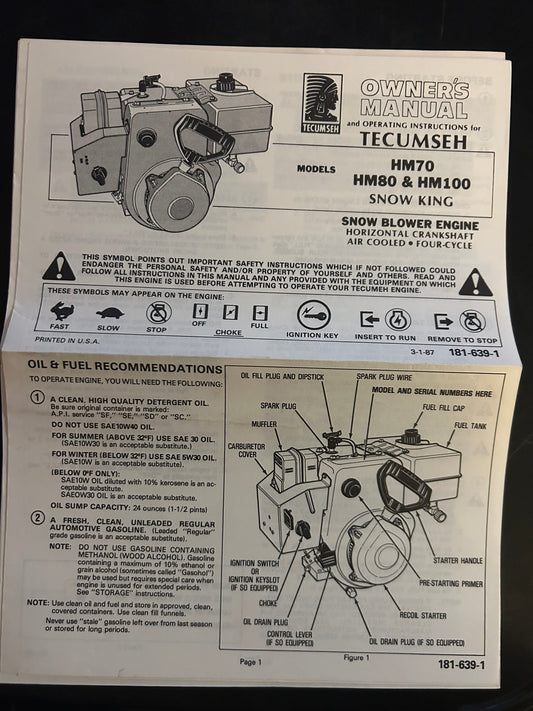 TECUMSEH
OWNER'S
MANUAL
and OPERATING INSTRUCTIONS for
TECUMSEH
MODELS
HM70
HM80 & HM100
SNOW KING
SNOW BLOWER ENGINE
HORIZONTAL CRANKSHAFT
AIR COOLED • FOUR-CYCLE
THIS SYMBOL POINTS OUT IMPORTANT SAFETY INSTRUCTIONS WHICH IF NOT FOLLOWED COULD
ENDANGER THE PERSONAL SAFETY AND/OR PROPERTY OF YOURSELF AND OTHERS. READ AND
FOLLOW ALL INSTRUCTIONS IN THIS MANUAL AND ANY PROVIDED WITH THE EQUIPMENT ON WHICH
THIS ENGINE IS USED BEFORE ATTEMPTING TO OPERATE YOUR TECUMEH ENGINE.
THESE SYMBOLS MAY APPEAR ON THE ENGINE:
FAST
SLOW
STOP
OFF
FULL
CHOKE
IGNITION KEY
INSERT TO RUN
REMOVE TO STOP
PRINTED IN U.S.A.
3-1-87 181-639-1
OIL & FUEL RECOMMENDATIONS
TO OPERATE ENGINE, YOU WILL NEED THE FOLLOWING:
1 A CLEAN, HIGH QUALITY DETERGENT OIL.
Be sure original container is marked:
A.P.I. service "SF," "SE," "SD" or "SC."
DO NOT USE SAE10W40 OIL.
FOR SUMMER (ABOVE 32°F) USE SAE 30 OIL.
(SAE10W30 is an acceptable substitute.)
FOR WINTER (BELOW 32°F) USE SAE 5W30 OIL.
(SAE10W is an acceptable substitute.)
(BELOW 0°F ONLY):
SAE10W OIL diluted with 10% kerosene is an ac-
ceptable substitute.
SAEOW30 OIL is an acceptable substitute.
OIL SUMP CAPACITY: 24 ounces (1-1/2 pints)
2 A FRESH, CLEAN, UNLEADED REGULAR
AUTOMOTIVE GASOLINE. (Leaded "Regular"
grade gasoline is an acceptable substitute).
NOTE: DO NOT USE GASOLINE CONTAINING
METHANOL (WOOD ALCOHOL). Gasoline
containing a maximum of 10% ethanol or
grain alcohol (sometimes called "Gasohol")
may be used but requires special care when
engine is unused for extended periods.
See "STORAGE" instructions.
NOTE: Use clean oil and fuel and store in approved, clean,
covered containers. Use clean fill funnels.
Never use "stale" gasoline left over from last season
or stored for long periods.
OIL FILL PLUG AND DIPSTICK
SPARK PLUG WIRE
MODEL AND SERIAL NUMBERS HERE
SPARK PLUG
FUEL FILL CAP
MUFFLER
FUEL TANK
CARBURETOR
COVER
STARTER HANDLE
IGNITION SWITCH
OR
IGNITION KEYSLOT
(IF SO EQUIPPED)
PRE-STARTING PRIMER
CHOKE
RECOIL STARTER
OIL DRAIN PLUG
CONTROL LEVER
(IF SO EQUIPPED)
OIL DRAIN PLUG (IF SO EQUIPPED)
Page 1
Figure 1
181-639-1